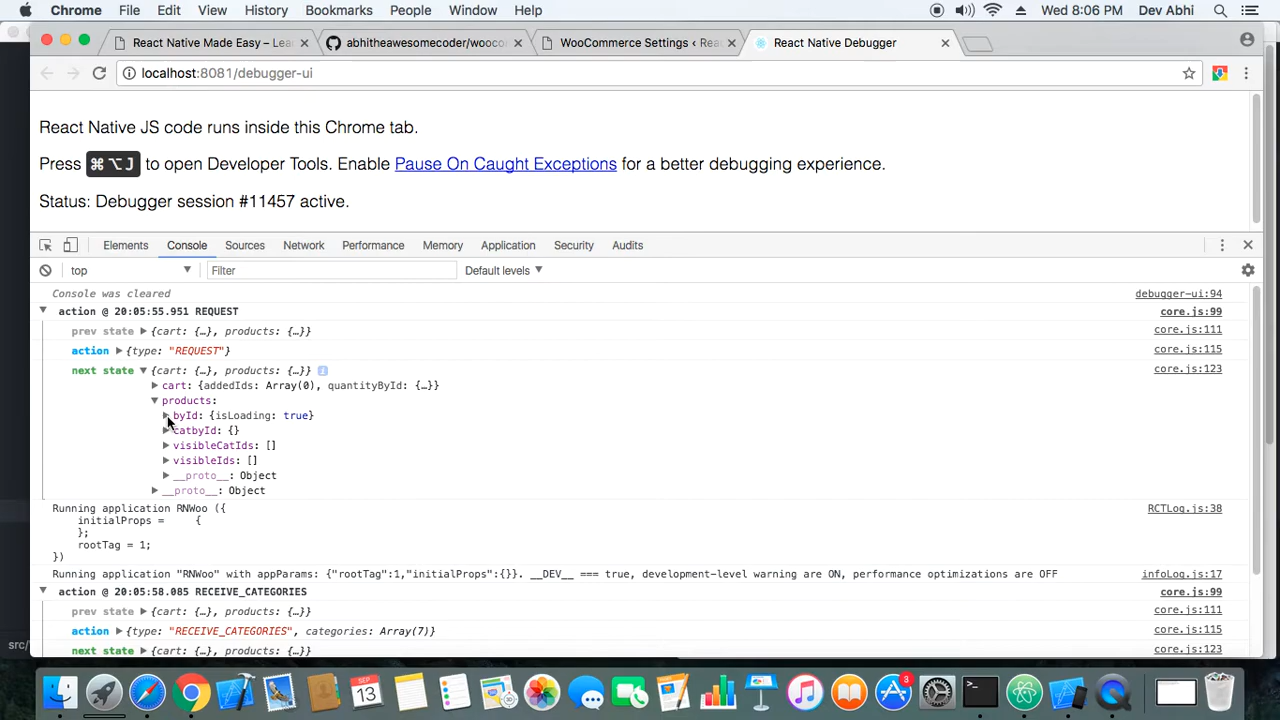 Chrome File Edit View History Bookmarks People Window Help Wed 8:06 PM Dev Abhi
React Native Made Easy – Lea abhitheawesomecoder/wooco WooCommerce Settings ‹ Rea React Native Debugger
localhost:8081/debugger-ui
React Native JS code runs inside this Chrome tab.
Press ⌘⌥J to open Developer Tools. Enable Pause On Caught Exceptions for a better debugging experience.
Status: Debugger session #11457 active.
Elements Console Sources Network Performance Memory Application Security Audits
top Filter Default levels
Console was cleared debugger-ui:94
action @ 20:05:55.951 REQUEST core.js:99
prev state {cart: {…}, products: {…}} core.js:111
action {type: "REQUEST"} core.js:115
next state {cart: {…}, products: {…}} core.js:123
cart: {addedIds: Array(0), quantityById: {…}}
products:
byId: {isLoading: true}
catbyId: {}
visibleCatIds: []
visibleIds: []
__proto__: Object
__proto__: Object
Running application RNWoo ({ RCTLog.js:38
initialProps = {
};
rootTag = 1;
})
Running application "RNWoo" with appParams: {"rootTag":1,"initialProps":{}}. __DEV__ === true, development-level warning are ON, performance optimizations are OFF infoLog.js:17
action @ 20:05:58.085 RECEIVE_CATEGORIES core.js:99
prev state {cart: {…}, products: {…}} core.js:111
action {type: "RECEIVE_CATEGORIES", categories: Array(7)} core.js:115
next state {cart: {…}, products: {…}} core.js:123
src/
SEP
13
3